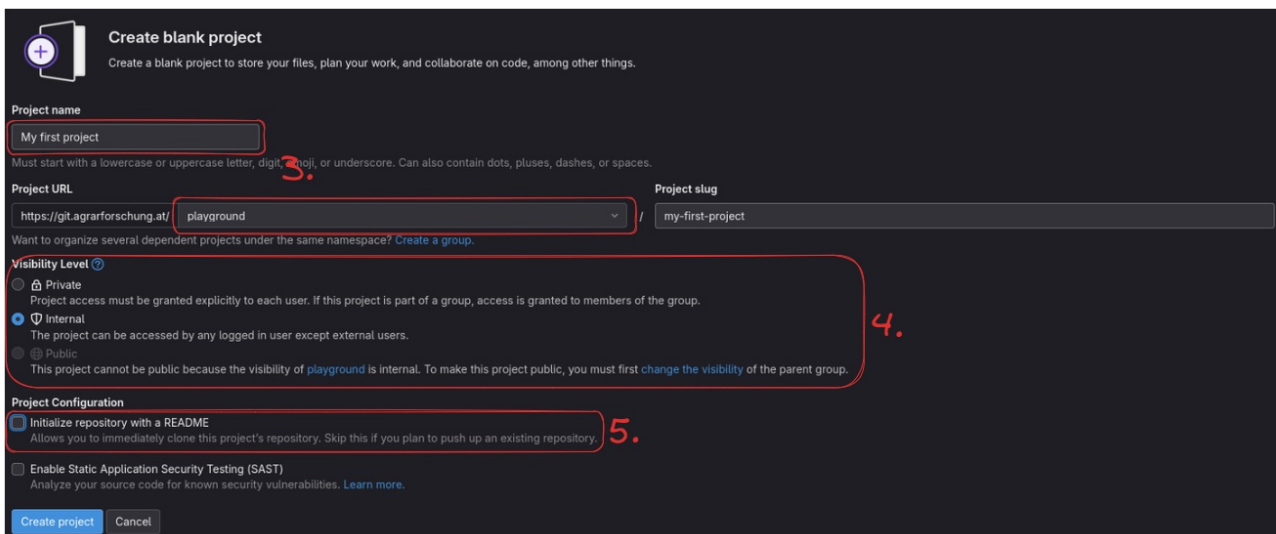 Create blank project
Create a blank project to store your files, plan your work, and collaborate on code, among other things.
Project name
My first project
Must start with a lowercase or uppercase letter, digit, emoji, or underscore. Can also contain dots, pluses, dashes, or spaces.
3.
Project URL
Project slug
https://git.agrarforschung.at/
playground
/
my-first-project
Want to organize several dependent projects under the same namespace? Create a group.
Visibility Level
Private
Project access must be granted explicitly to each user. If this project is part of a group, access is granted to members of the group.
Internal
The project can be accessed by any logged in user except external users.
4.
Public
This project cannot be public because the visibility of playground is internal. To make this project public, you must first change the visibility of the parent group.
Project Configuration
Initialize repository with a README
Allows you to immediately clone this project's repository. Skip this if you plan to push up an existing repository.
5.
Enable Static Application Security Testing (SAST)
Analyze your source code for known security vulnerabilities. Learn more.
Create project
Cancel